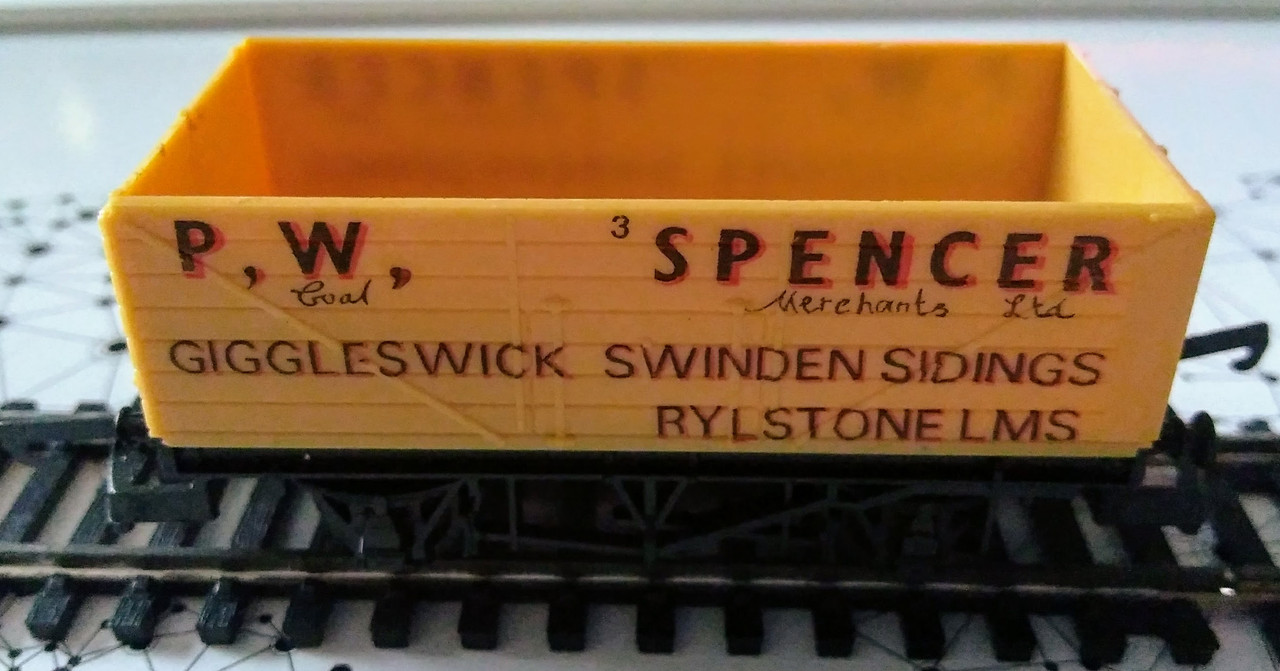 P, W, 3 SPENCER
Coal Merchants Ltd
GIGGLESWICK SWINDEN SIDINGS
RYLSTONE LMS